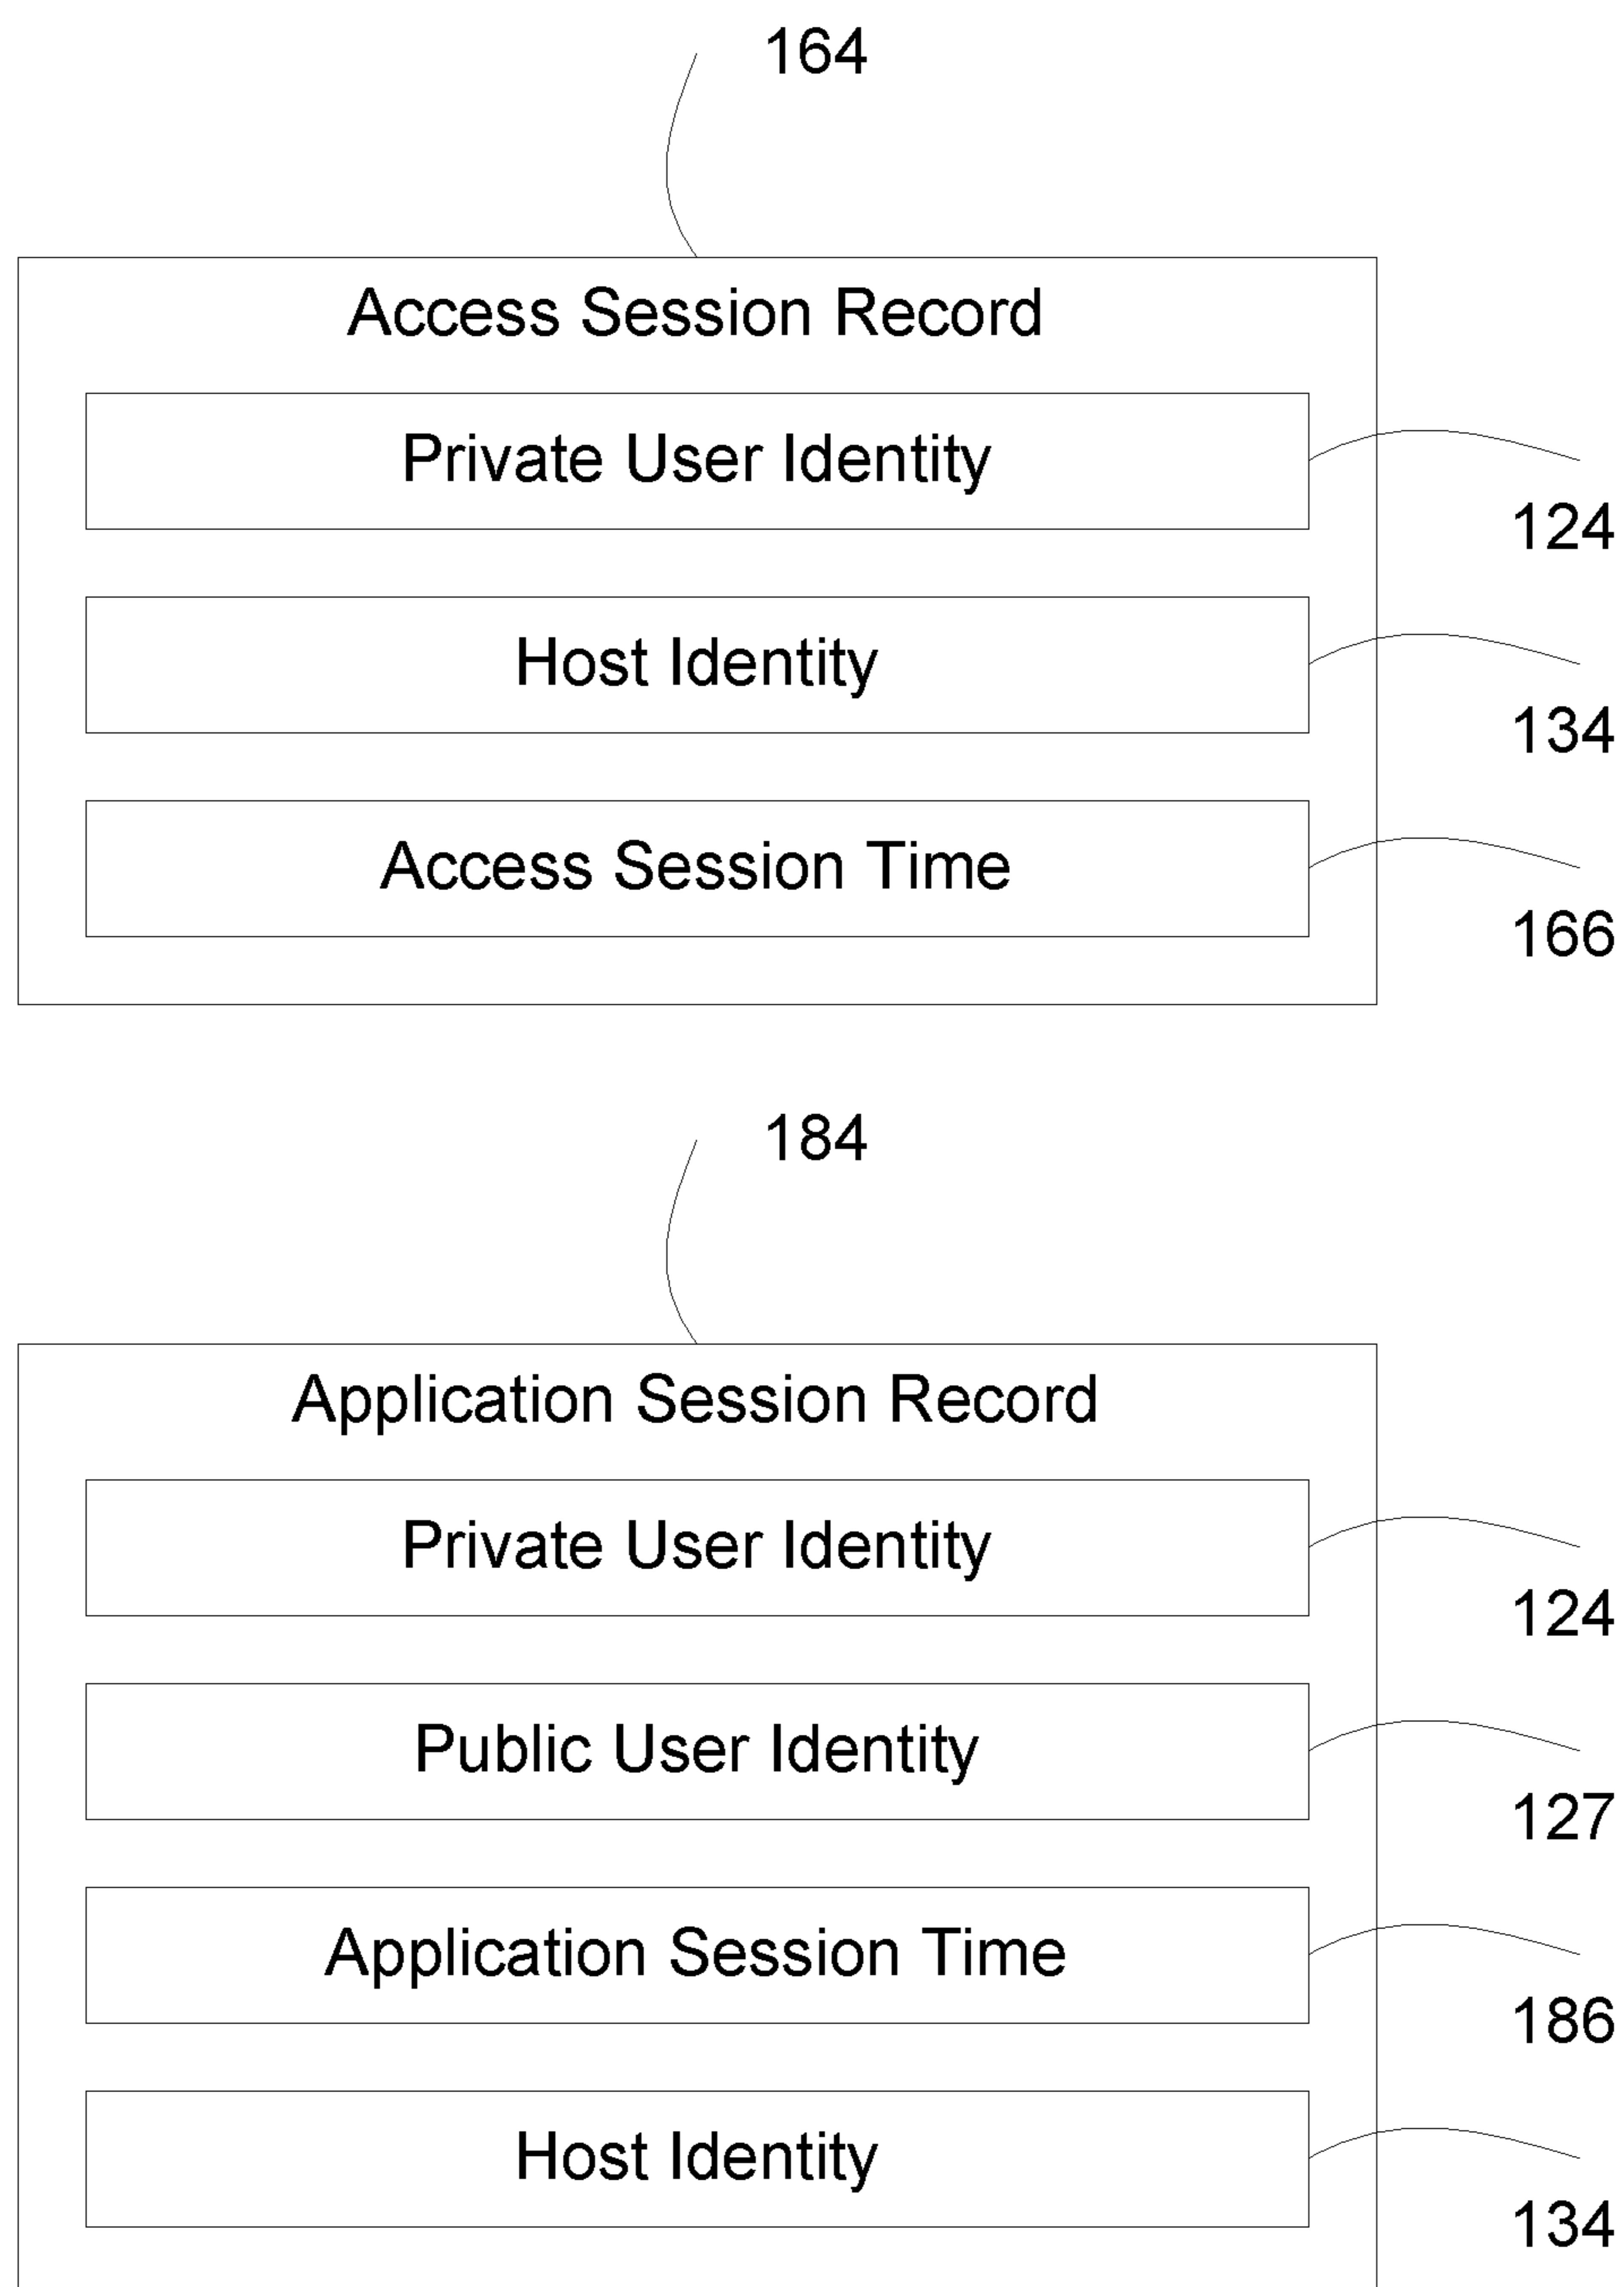 164
Access Session Record
Private User Identity
124
Host Identity
134
Access Session Time
166
184
Application Session Record
Private User Identity
124
Public User Identity
127
Application Session Time
186
Host Identity
134